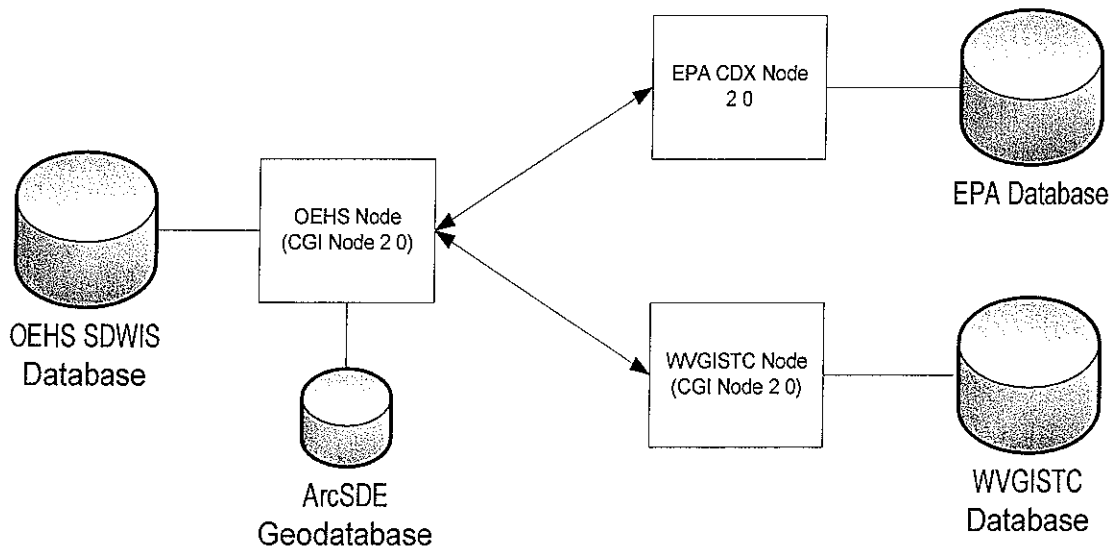 EPA CDX Node
2 0
EPA Database
OEHS Node
(CGI Node 2 0)
OEHS SDWIS
Database
WVGISTC Node
(CGI Node 2 0)
ArcSDE
Geodatabase
WVGISTC
Database